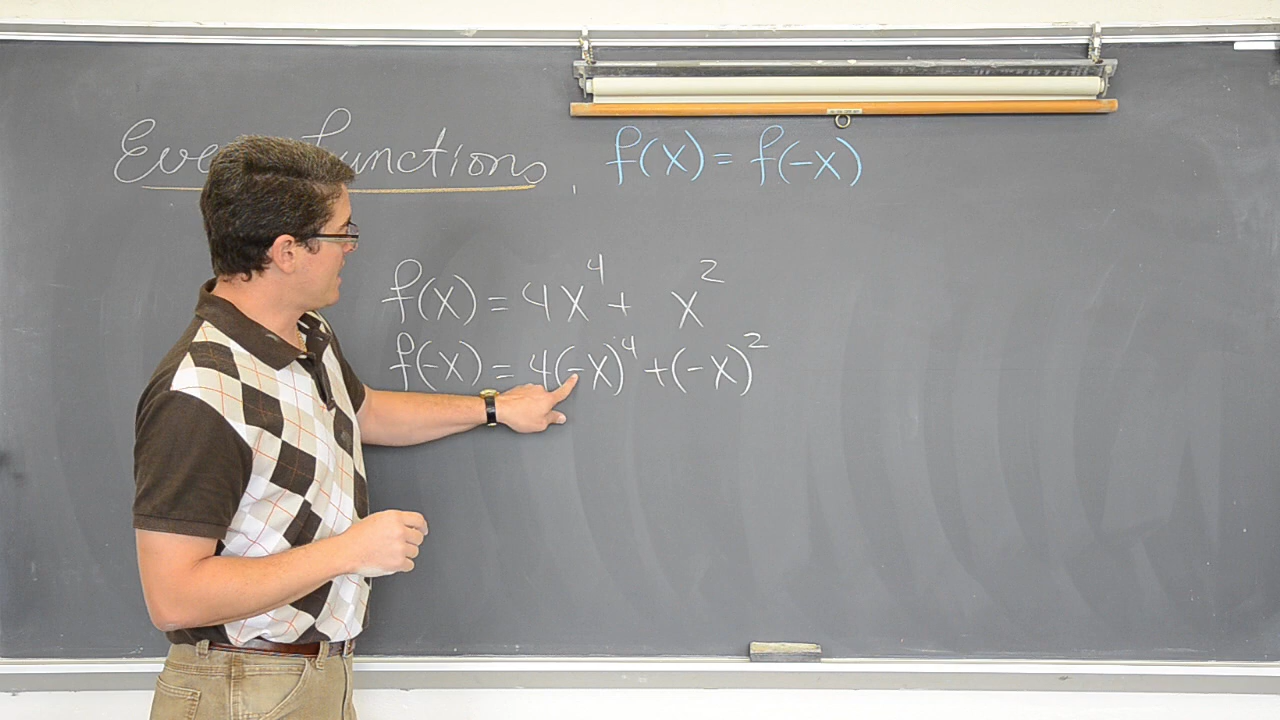 Even Functions f(x) = f(-x)
f(x) = 4x⁴ + x²
f(-x) = 4(-x)⁴ + (-x)²